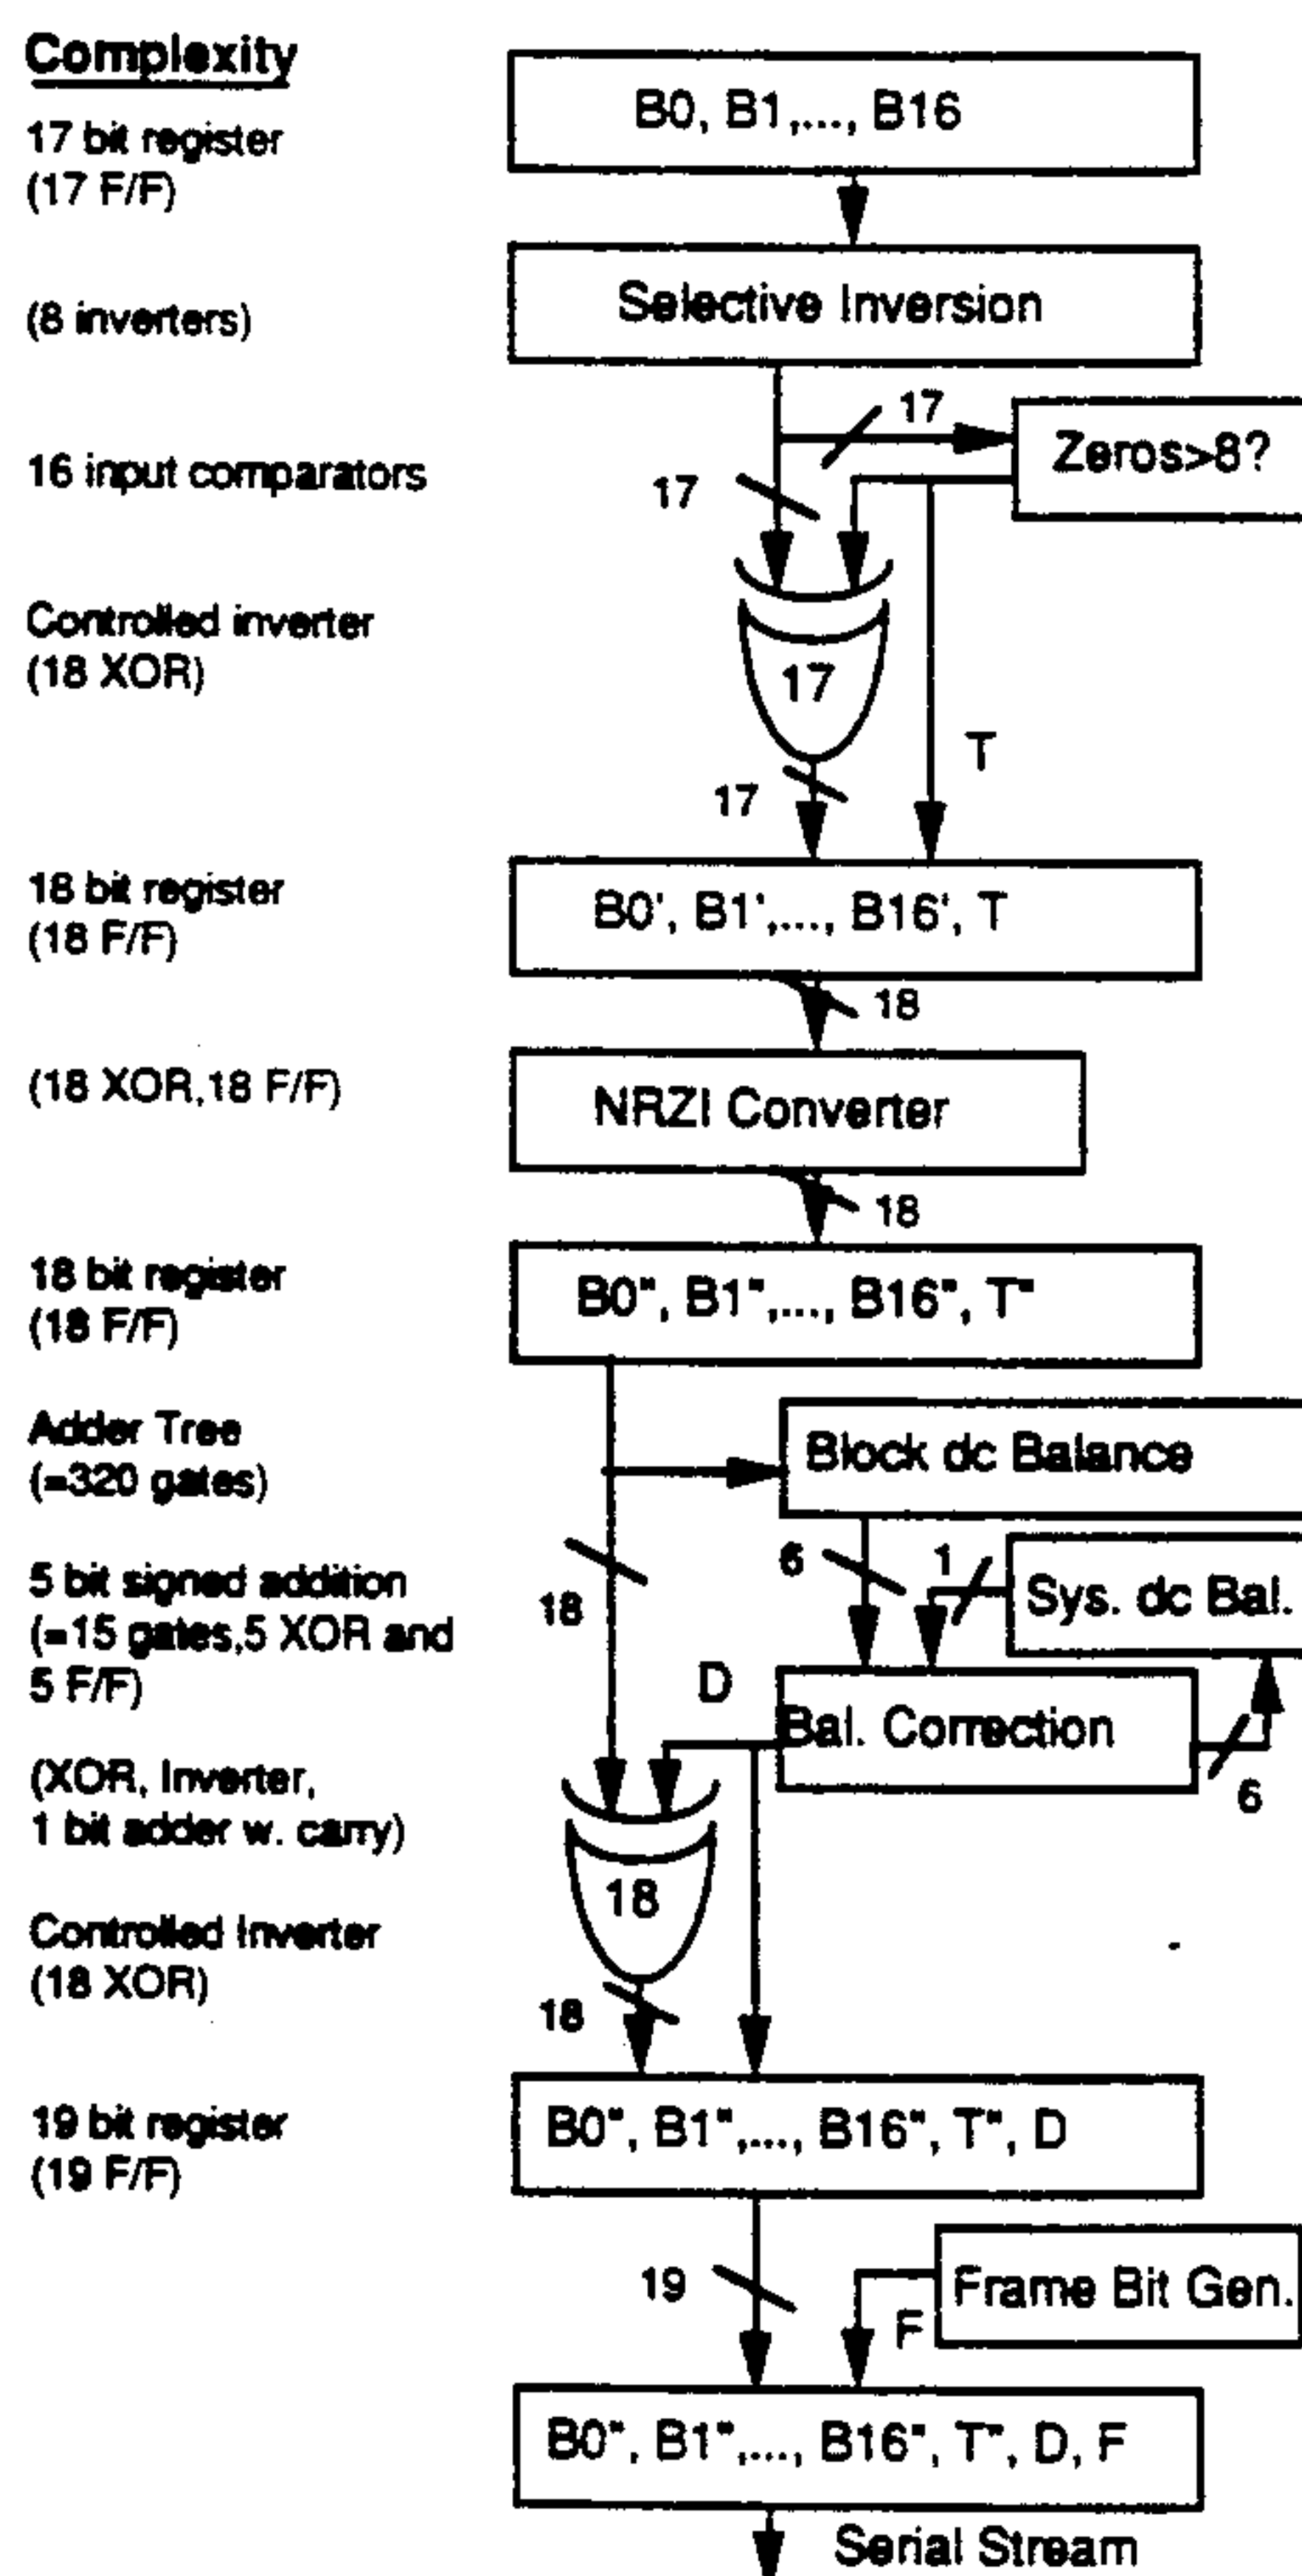 Complexity
B0, B1,..., B16
17 bit register
(17 F/F)
(8 inverters)
Selective Inversion
17
Zeros>8?
16 input comparators
17
Controlled inverter
(18 XOR)
17
T
17
18 bit register
(18 F/F)
B0', B1',..., B16', T
18
(18 XOR,18 F/F)
NRZI Converter
18
18 bit register
(18 F/F)
B0", B1",..., B16", T"
Adder Tree
(=320 gates)
Block dc Balance
6
1
Sys. dc Bal.
5 bit signed addition
(=15 gates,5 XOR and
5 F/F)
18
D
Bal. Correction
6
(XOR, Inverter,
1 bit adder w. carry)
18
Controlled Inverter
(18 XOR)
18
19 bit register
(19 F/F)
B0", B1",..., B16", T", D
19
Frame Bit Gen.
F
B0", B1",..., B16", T", D, F
Serial Stream